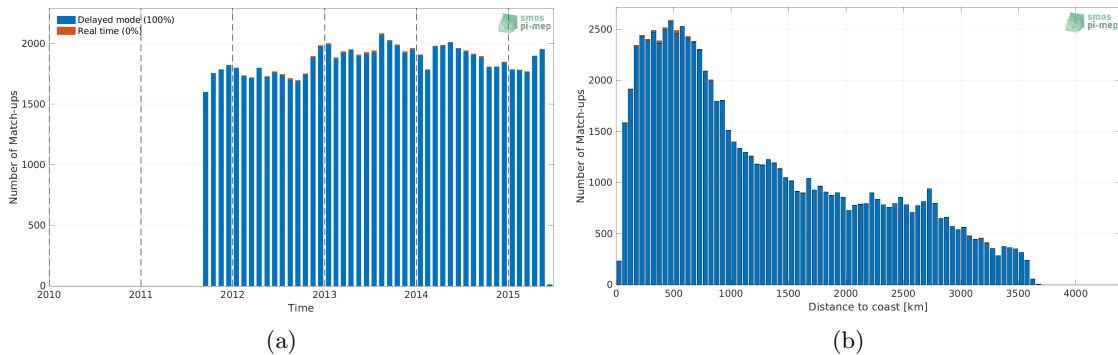 Delayed mode (100%)
Real time (0%)
smos
pi-mep
2000
1500
1000
500
0
Number of Match-ups
2010
2011
2012
2013
2014
2015
Time
(a)
smos
pi-mep
2500
2000
1500
1000
500
0
Number of Match-ups
0
500
1000
1500
2000
2500
3000
3500
4000
Distance to coast [km]
(b)